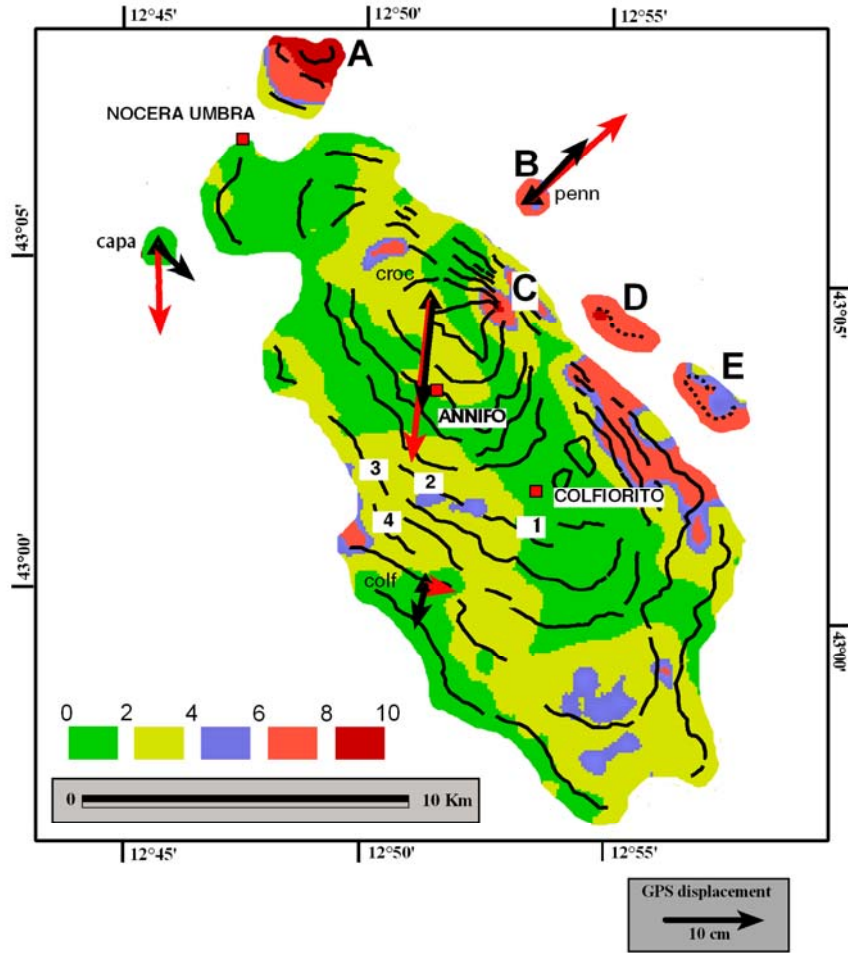 12°45' 12°50' 12°55'
A
NOCERA UMBRA
B
penn
43°05'
capa
croc
C
D
43°05'
E
ANNIFO
3
2
COLFIORITO
4
1
43°00'
colf
43°00'
0 2 4 6 8 10
0 10 Km
12°45' 12°50' 12°55'
GPS displacement
10 cm